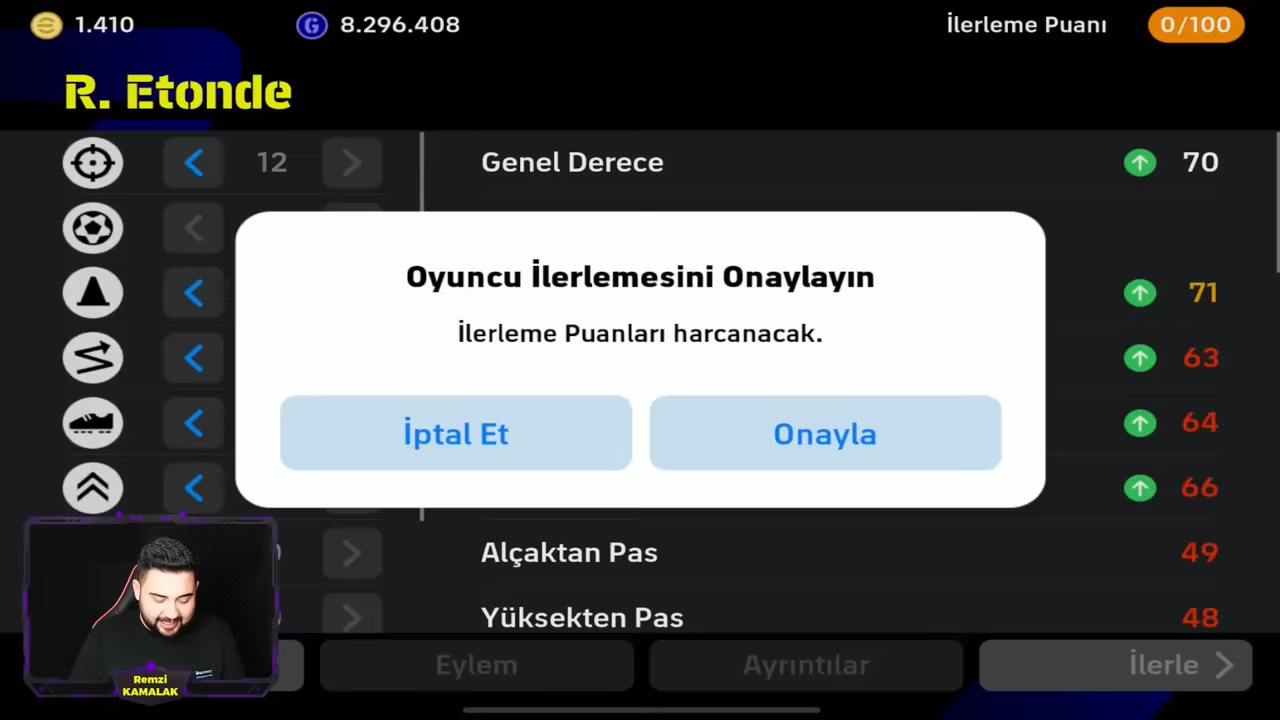 1.410
8.296.408
İlerleme Puanı
0/100
R. Etonde
12
Genel Derece
70
Oyuncu İlerlemesini Onaylayın
İlerleme Puanları harcanacak.
İptal Et
Onayla
71
63
64
66
Alçaktan Pas
49
Yüksekten Pas
48
Eylem
Ayrıntılar
İlerle
Remzi
KAMALAK